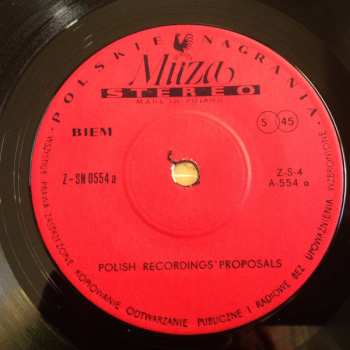 POLSKIE NAGRANIA
Muza
STEREO
MADE IN POLAND
BIEM
S 45
Z-SN 0554 a
Z-S-4
A-554 a
POLISH RECORDINGS' PROPOSALS
WSZYSTKIE PRAWA ZASTRZEŻONE KOPIOWANIE ODTWARZANIE PUBLICZNE I RADIOWE BEZ UPOWAŻNIENIA WZBRONIONE